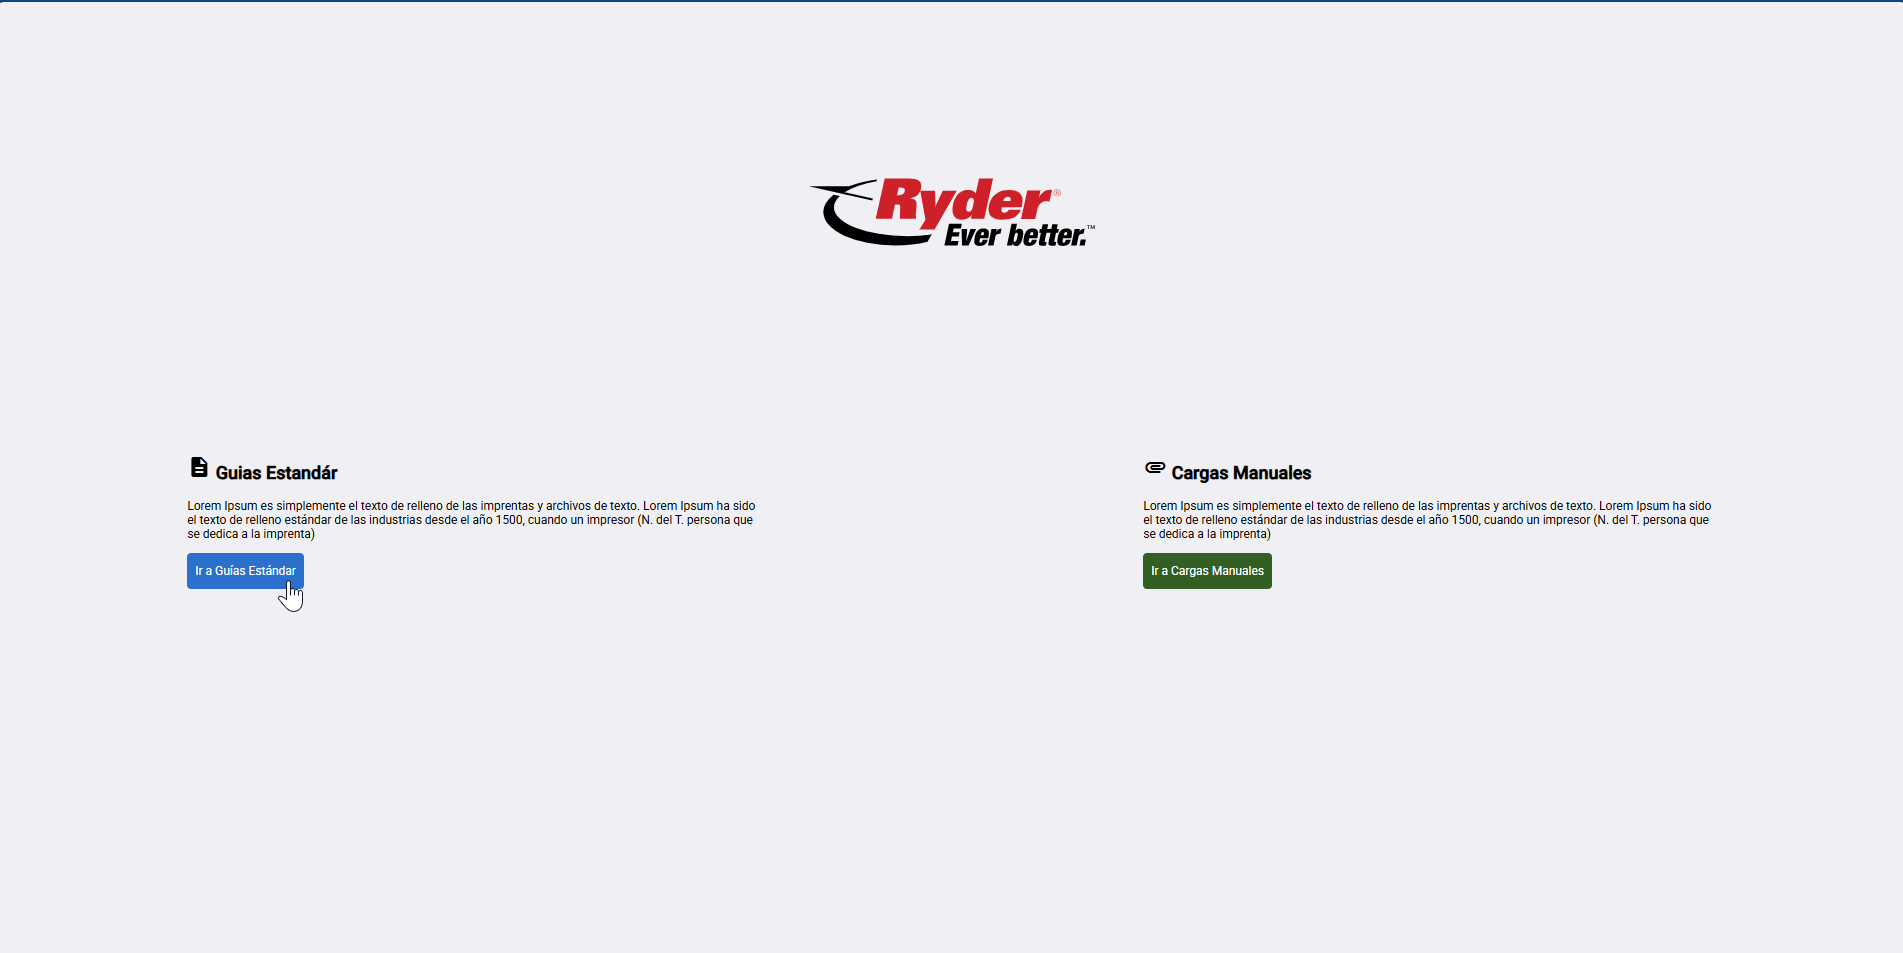 Ryder®
Ever better.™
Guias Estandár
Lorem Ipsum es simplemente el texto de relleno de las imprentas y archivos de texto. Lorem Ipsum ha sido
el texto de relleno estándar de las industrias desde el año 1500, cuando un impresor (N. del T. persona que
se dedica a la imprenta)
Ir a Guías Estándar
Cargas Manuales
Lorem Ipsum es simplemente el texto de relleno de las imprentas y archivos de texto. Lorem Ipsum ha sido
el texto de relleno estándar de las industrias desde el año 1500, cuando un impresor (N. del T. persona que
se dedica a la imprenta)
Ir a Cargas Manuales